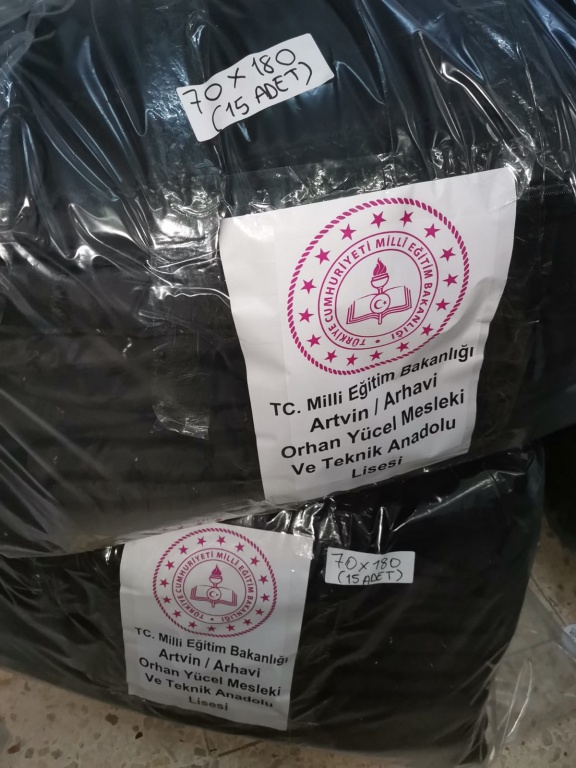 70 x 180
(15 ADET)
TÜRKİYE CUMHURİYETİ MİLLÎ EĞİTİM BAKANLIĞI
TC. Milli Eğitim Bakanlığı
Artvin / Arhavi
Orhan Yücel Mesleki
Ve Teknik Anadolu
Lisesi
70 x 180
(15 ADET)
TÜRKİYE CUMHURİYETİ MİLLÎ EĞİTİM BAKANLIĞI
TC. Milli Eğitim Bakanlığı
Artvin / Arhavi
Orhan Yücel Mesleki
Ve Teknik Anadolu
Lisesi